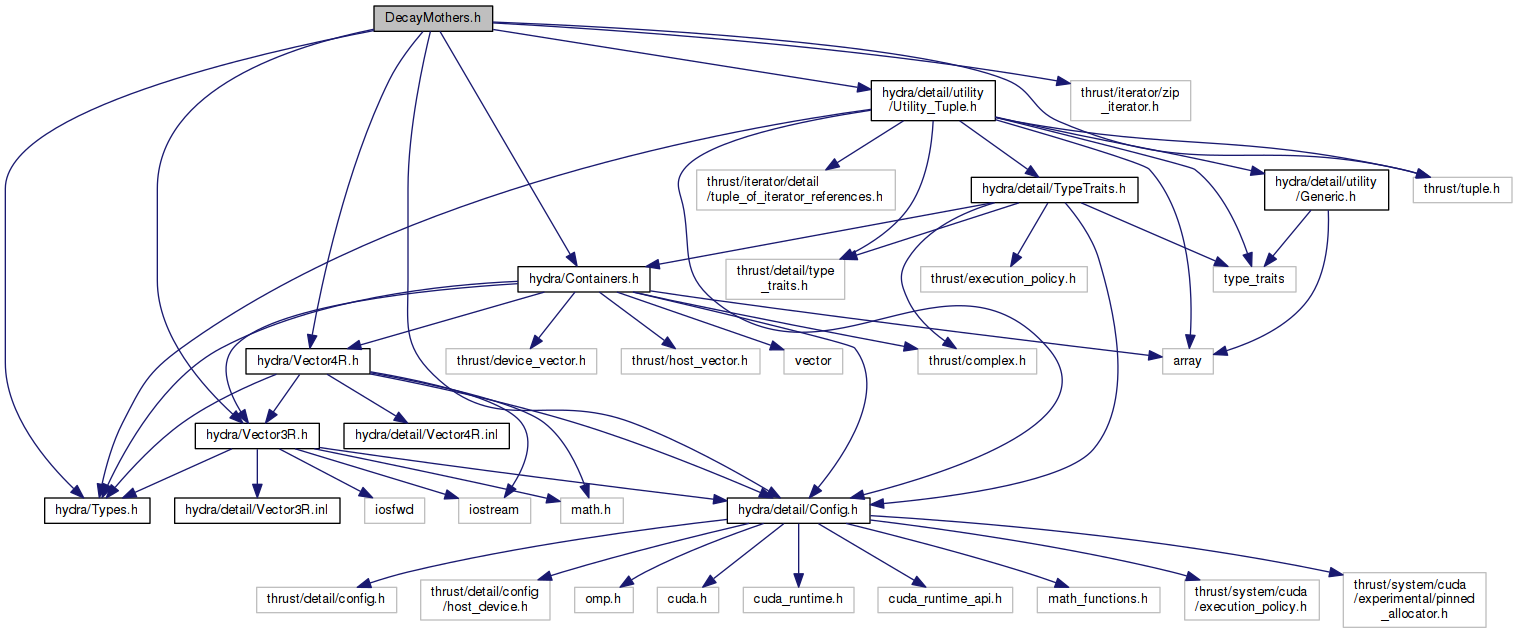 DecayMothers.h
hydra/detail/utility
/Utility_Tuple.h
thrust/iterator/zip
_iterator.h
thrust/iterator/detail
/tuple_of_iterator_references.h
hydra/detail/TypeTraits.h
hydra/detail/utility
/Generic.h
thrust/tuple.h
hydra/Containers.h
thrust/detail/type
_traits.h
thrust/execution_policy.h
type_traits
hydra/Vector4R.h
thrust/device_vector.h
thrust/host_vector.h
vector
thrust/complex.h
array
hydra/Vector3R.h
hydra/detail/Vector4R.inl
hydra/Types.h
hydra/detail/Vector3R.inl
iosfwd
iostream
math.h
hydra/detail/Config.h
thrust/detail/config.h
thrust/detail/config
/host_device.h
omp.h
cuda.h
cuda_runtime.h
cuda_runtime_api.h
math_functions.h
thrust/system/cuda
/execution_policy.h
thrust/system/cuda
/experimental/pinned
_allocator.h